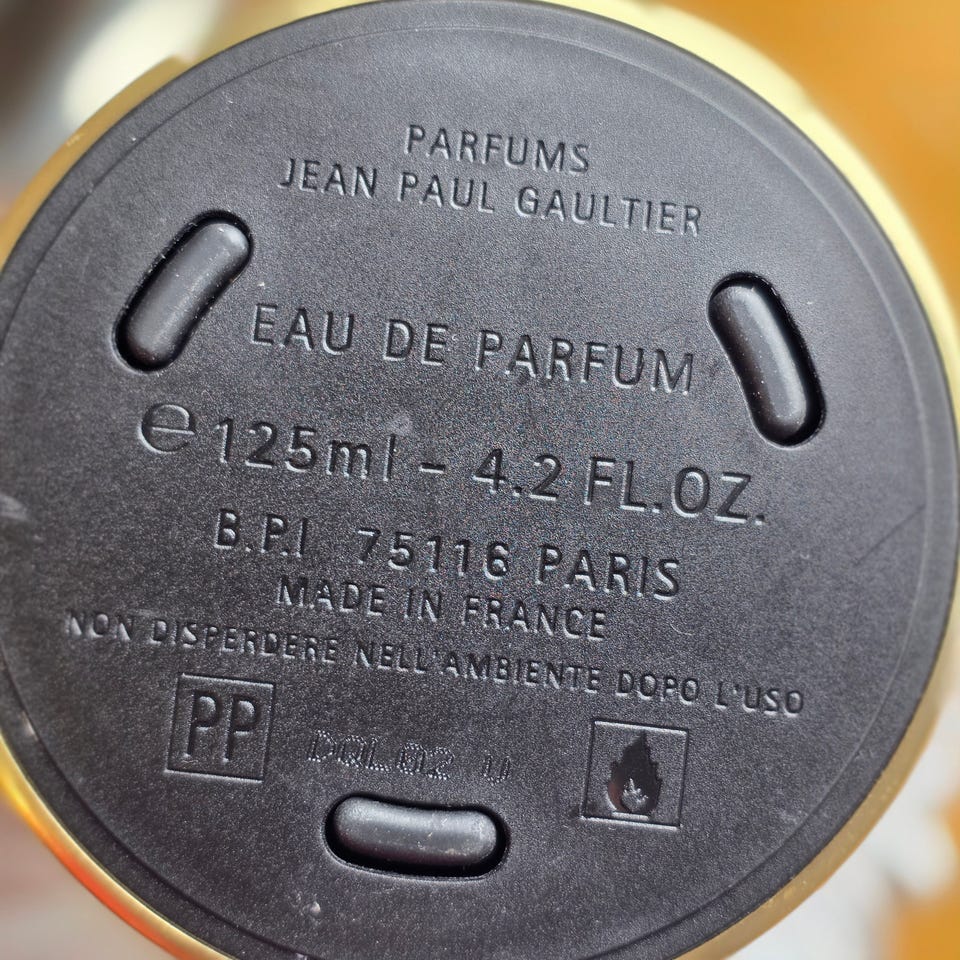 PARFUMS
JEAN PAUL GAULTIER
EAU DE PARFUM
℮ 125ml - 4.2 FL.OZ.
B.P.I 75116 PARIS
MADE IN FRANCE
NON DISPERDERE NELL'AMBIENTE DOPO L'USO
PP